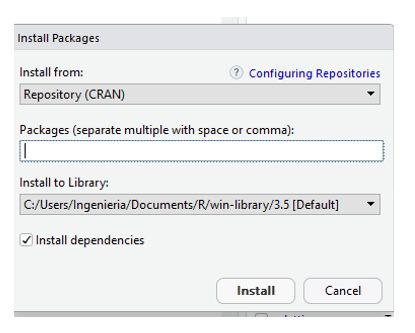 Install Packages
Install from:
? Configuring Repositories
Repository (CRAN)
Packages (separate multiple with space or comma):
Install to Library:
C:/Users/Ingenieria/Documents/R/win-library/3.5 [Default]
Install dependencies
Install
Cancel